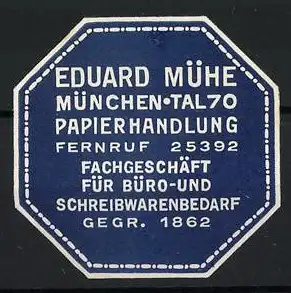 EDUARD MÜHE
MÜNCHEN•TAL 70
PAPIERHANDLUNG
FERNRUF 25392
FACHGESCHÄFT
FÜR BÜRO-UND
SCHREIBWARENBEDARF
GEGR. 1862